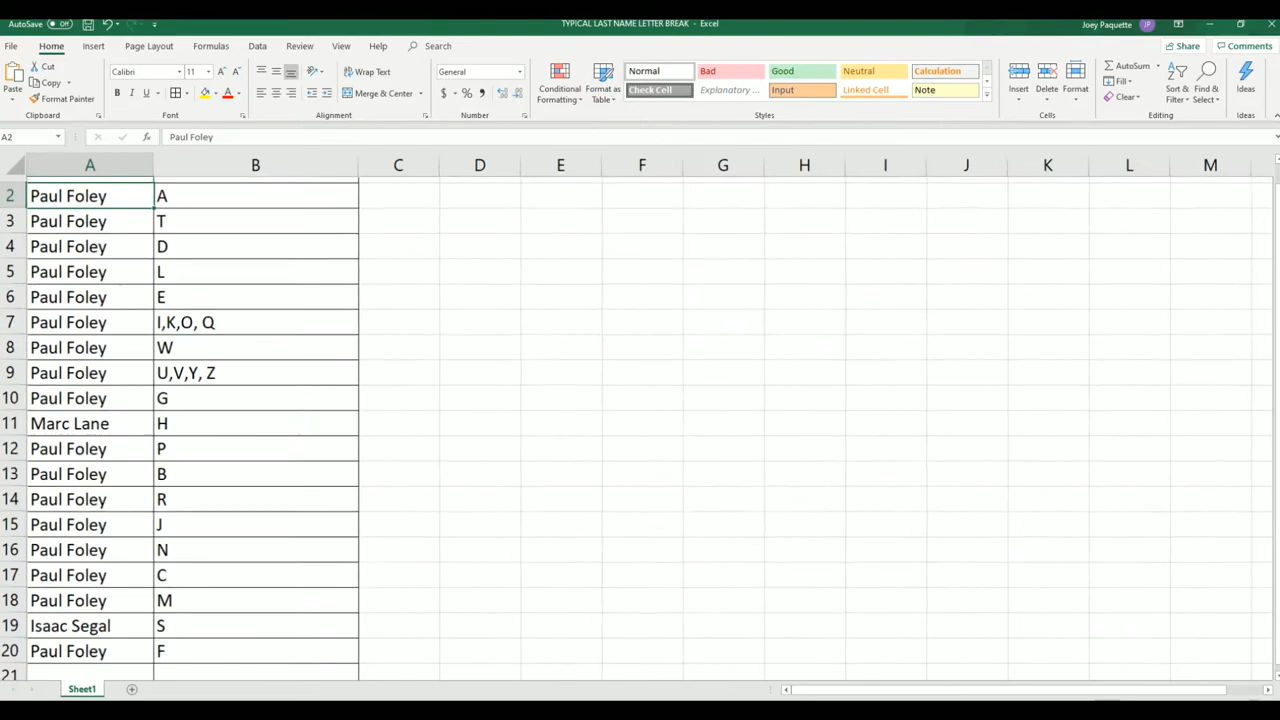 AutoSave Off TYPICAL LAST NAME LETTER BREAK - Excel Joey Paquette JP
File Home Insert Page Layout Formulas Data Review View Help Search Share Comments
Cut
Copy
Format Painter
Paste
Clipboard
Calibri 11
B I U A
Font
Wrap Text
Merge & Center
Alignment
General
$ % ,
Number
Conditional Formatting
Format as Table
Normal Bad Good Neutral Calculation
Check Cell Explanatory ... Input Linked Cell Note
Styles
Insert Delete Format
Cells
AutoSum
Fill
Clear
Sort & Filter
Find & Select
Editing
Ideas
Ideas
A2 fx Paul Foley
A B C D E F G H I J K L M
2 Paul Foley A
3 Paul Foley T
4 Paul Foley D
5 Paul Foley L
6 Paul Foley E
7 Paul Foley I,K,O, Q
8 Paul Foley W
9 Paul Foley U,V,Y, Z
10 Paul Foley G
11 Marc Lane H
12 Paul Foley P
13 Paul Foley B
14 Paul Foley R
15 Paul Foley J
16 Paul Foley N
17 Paul Foley C
18 Paul Foley M
19 Isaac Segal S
20 Paul Foley F
21
Sheet1